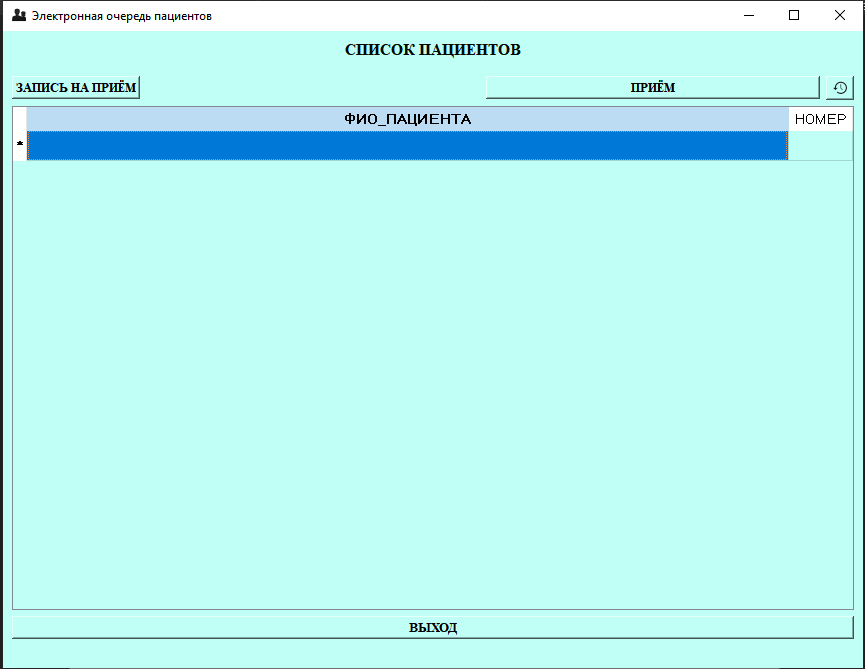 Электронная очередь пациентов
СПИСОК ПАЦИЕНТОВ
ЗАПИСЬ НА ПРИЁМ
ПРИЁМ
ФИО_ПАЦИЕНТА НОМЕР
*
ВЫХОД